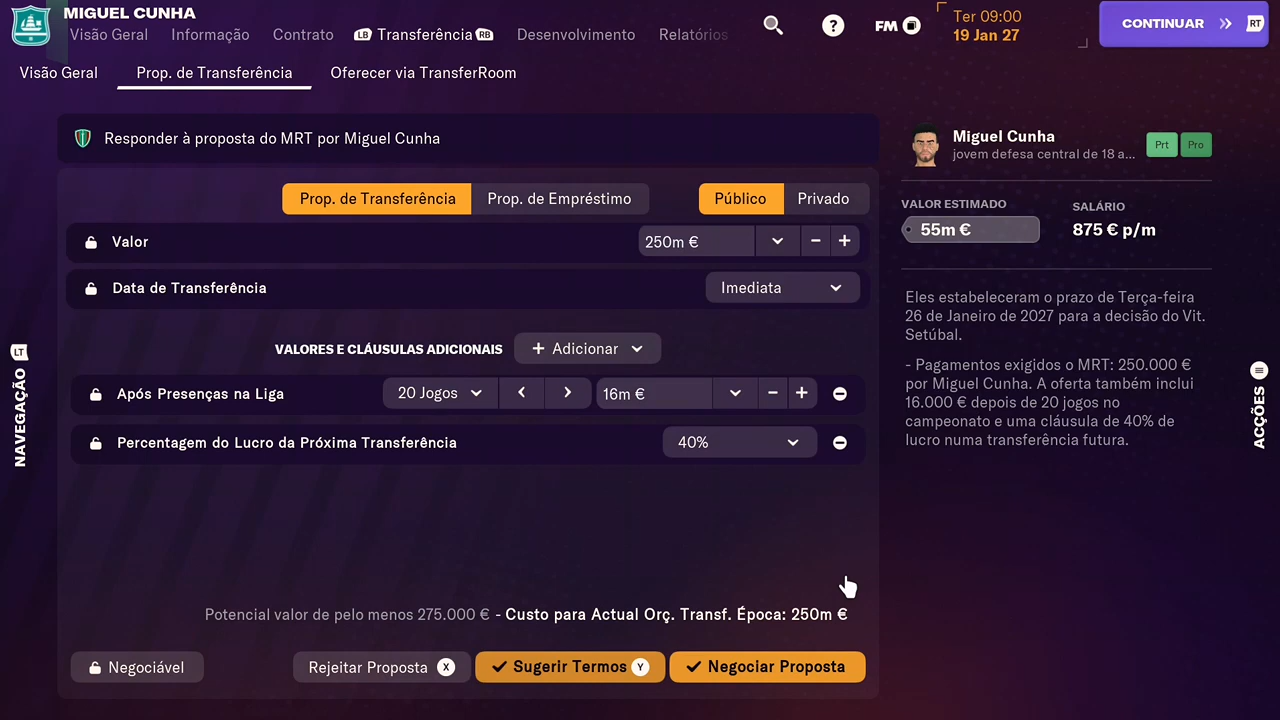 MIGUEL CUNHA
Visão Geral Informação Contrato LB Transferência RB Desenvolvimento Relatórios
FM
Ter 09:00
19 Jan 27
CONTINUAR RT
Visão Geral Prop. de Transferência Oferecer via TransferRoom
Responder à proposta do MRT por Miguel Cunha
Prop. de Transferência Prop. de Empréstimo Público Privado
Valor 250m €
Data de Transferência Imediata
VALORES E CLÁUSULAS ADICIONAIS + Adicionar
Após Presenças na Liga 20 Jogos 16m €
Percentagem do Lucro da Próxima Transferência 40%
Potencial valor de pelo menos 275.000 € - Custo para Actual Orç. Transf. Época: 250m €
Negociável Rejeitar Proposta X Sugerir Termos Y Negociar Proposta
Miguel Cunha
jovem defesa central de 18 a...
Prt Pro
VALOR ESTIMADO SALÁRIO
55m € 875 € p/m
Eles estabeleceram o prazo de Terça-feira
26 de Janeiro de 2027 para a decisão do Vit.
Setúbal.
- Pagamentos exigidos o MRT: 250.000 €
por Miguel Cunha. A oferta também inclui
16.000 € depois de 20 jogos no
campeonato e uma cláusula de 40% de
lucro numa transferência futura.
LT
NAVEGAÇÃO
ACÇÕES